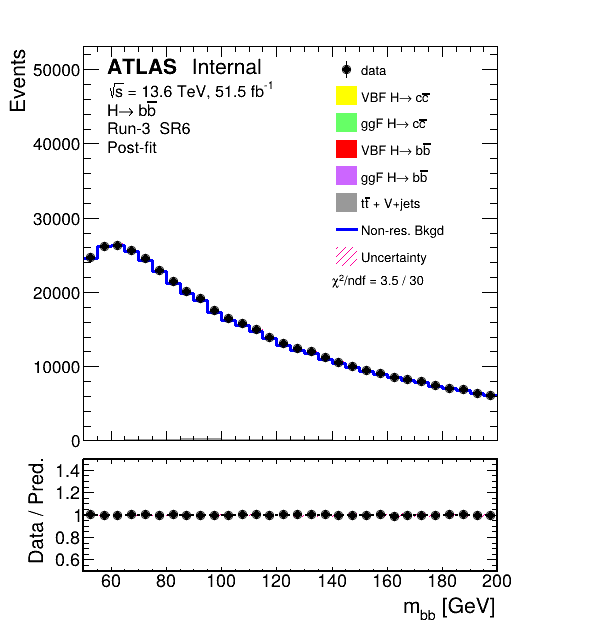 ATLAS Internal
√s = 13.6 TeV, 51.5 fb⁻¹
H→ bb̅
Run-3 SR6
Post-fit
data
VBF H→ cc̅
ggF H→ cc̅
VBF H→ bb̅
ggF H→ bb̅
tt̅ + V+jets
Non-res. Bkgd
Uncertainty
χ²/ndf = 3.5 / 30
Events
50000
40000
30000
20000
10000
0
Data / Pred.
1.4
1.2
1
0.8
0.6
60 80 100 120 140 160 180 200
m_bb [GeV]